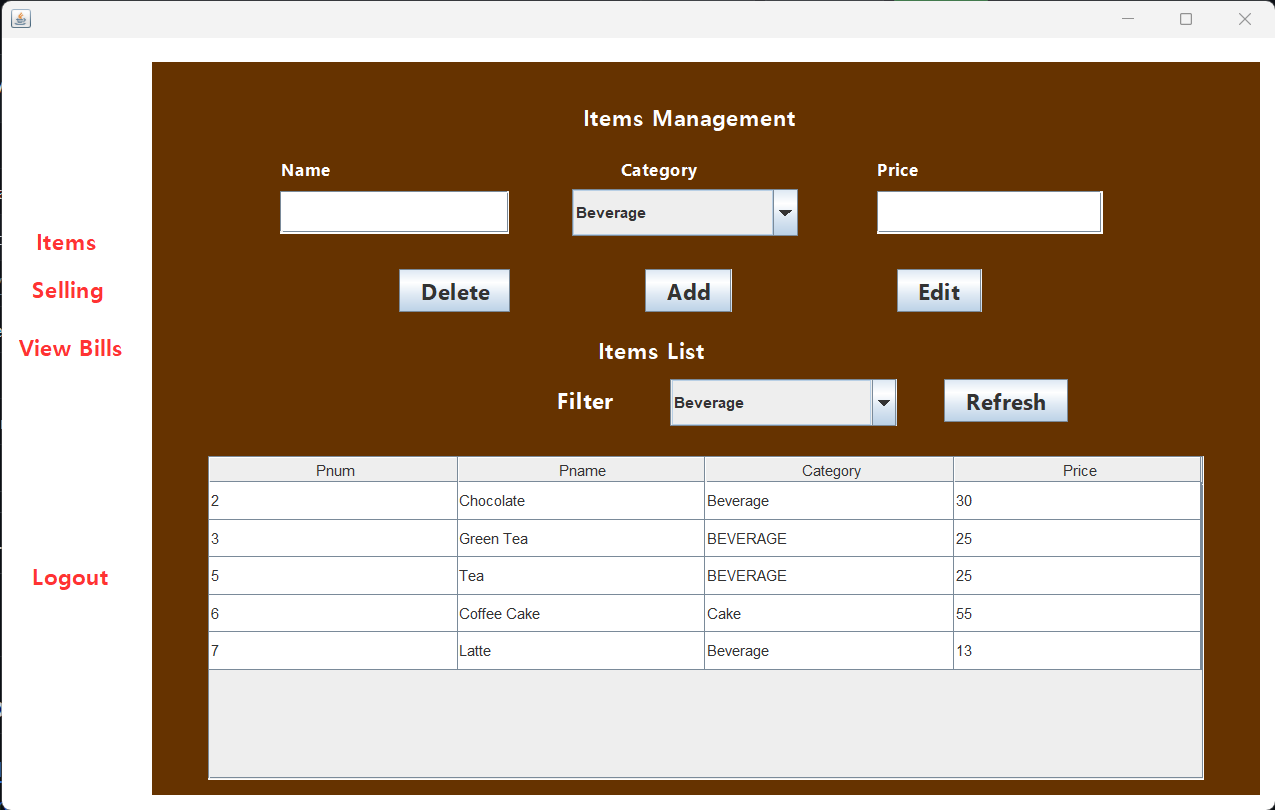 Items Management
Name Category Price
Beverage
Items
Selling
Delete Add Edit
View Bills
Items List
Filter Beverage Refresh
Pnum Pname Category Price
2 Chocolate Beverage 30
3 Green Tea BEVERAGE 25
5 Tea BEVERAGE 25
Logout
6 Coffee Cake Cake 55
7 Latte Beverage 13